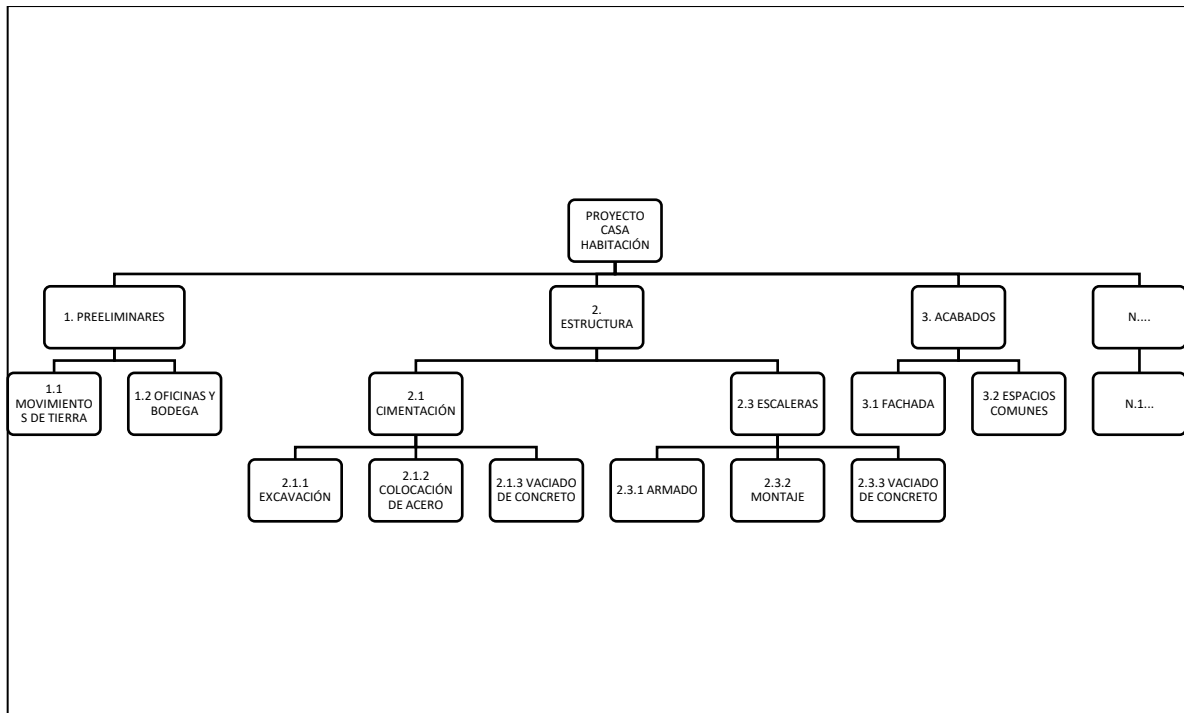 PROYECTO
CASA
HABITACIÓN
1. PREELIMINARES
2.
ESTRUCTURA
3. ACABADOS
N....
1.1
MOVIMIENTO
S DE TIERRA
1.2 OFICINAS Y
BODEGA
2.1
CIMENTACIÓN
2.3 ESCALERAS
3.1 FACHADA
3.2 ESPACIOS
COMUNES
N.1...
2.1.1
EXCAVACIÓN
2.1.2
COLOCACIÓN
DE ACERO
2.1.3 VACIADO
DE CONCRETO
2.3.1 ARMADO
2.3.2
MONTAJE
2.3.3 VACIADO
DE CONCRETO